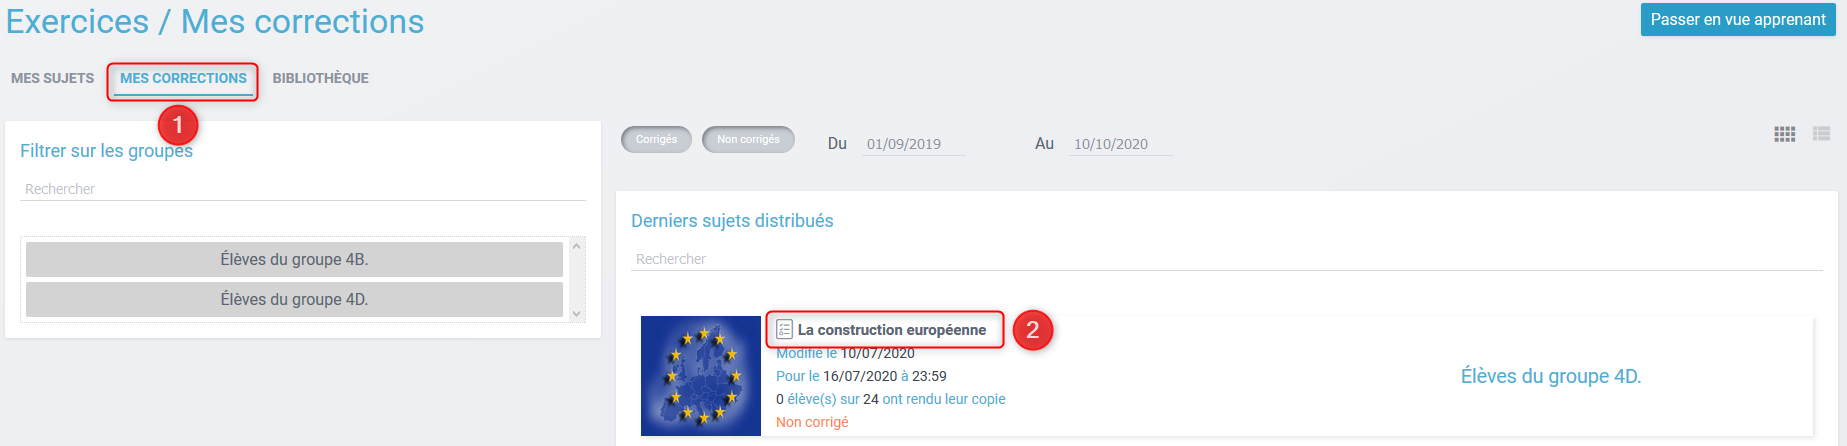 Exercices / Mes corrections
Passer en vue apprenant
MES SUJETS MES CORRECTIONS BIBLIOTHÈQUE
1
Filtrer sur les groupes
Rechercher
Élèves du groupe 4B.
Élèves du groupe 4D.
Corrigés Non corrigés Du 01/09/2019 Au 10/10/2020
Derniers sujets distribués
Rechercher
La construction européenne
2
Modifié le 10/07/2020
Pour le 16/07/2020 à 23:59
0 élève(s) sur 24 ont rendu leur copie
Non corrigé
Élèves du groupe 4D.